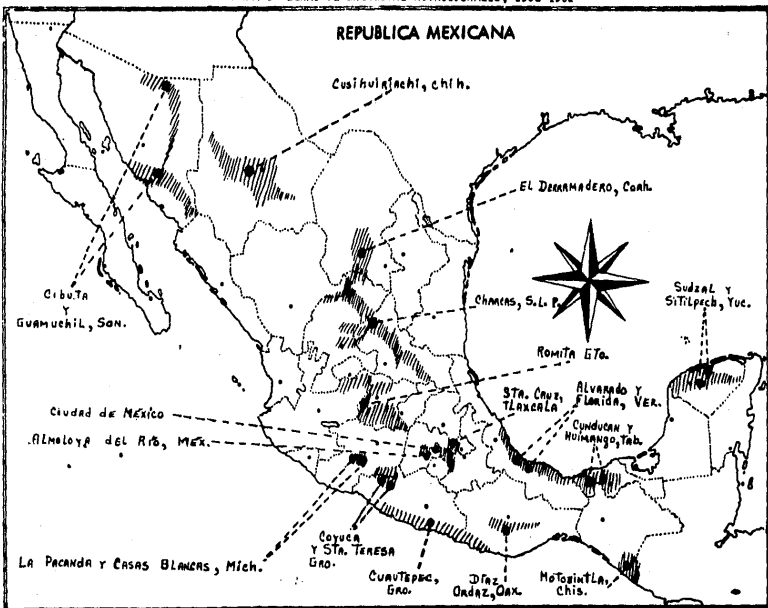 REPUBLICA MEXICANA
Cusihuiriachi, chih.
EL DERRAMADERO, Coah.
Cibuta
y
Guamuchil, Son.
Charcas, S.L.P.
Sudzal y
Sitilpech, Yuc.
Romita Gto.
Sta. Cruz,
Tlaxcala
Alvarado y
Florida, Ver.
Cunducan y
Huimango, Tab.
Ciudad de México
Almoloya del Río, Mex.
La Pacanda y Casas Blancas, Mich.
Coyuca
y Sta. Teresa
Gro.
Cuautepec,
Gro.
Díaz
Ordaz, Oax.
Motozintla,
Chis.